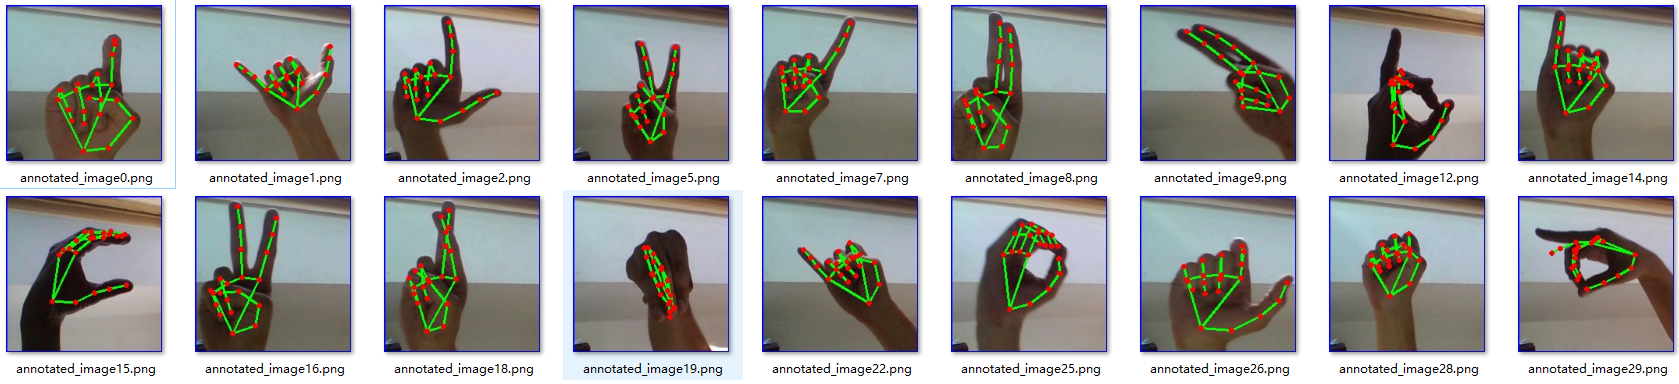 annotated_image0.png
annotated_image1.png
annotated_image2.png
annotated_image5.png
annotated_image7.png
annotated_image8.png
annotated_image9.png
annotated_image12.png
annotated_image14.png
annotated_image15.png
annotated_image16.png
annotated_image18.png
annotated_image19.png
annotated_image22.png
annotated_image25.png
annotated_image26.png
annotated_image28.png
annotated_image29.png